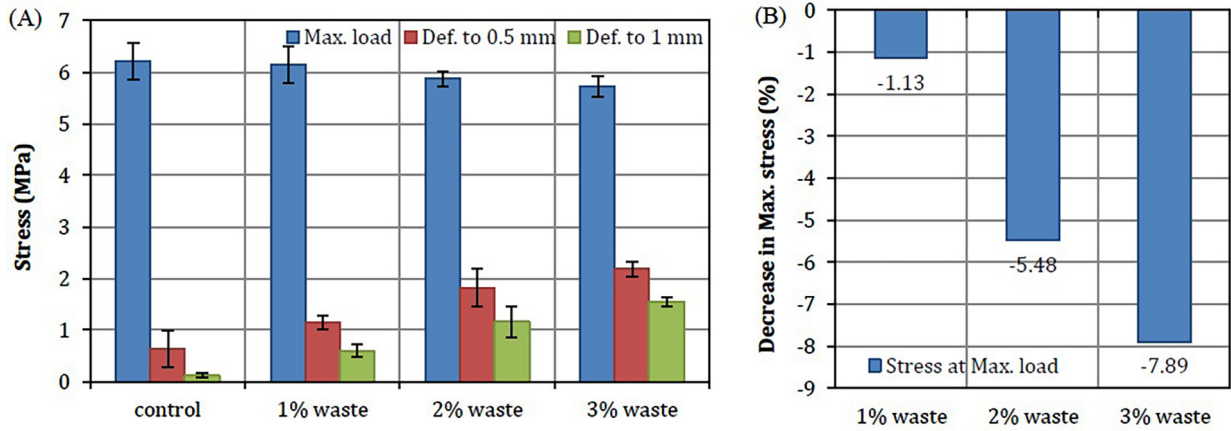 (A)
Max. load Def. to 0.5 mm Def. to 1 mm
Stress (MPa)
7
6
5
4
3
2
1
0
control 1% waste 2% waste 3% waste
(B)
Decrease in Max. stress (%)
0
-1
-2
-3
-4
-5
-6
-7
-8
-9
-1.13
-5.48
-7.89
Stress at Max. load
1% waste 2% waste 3% waste